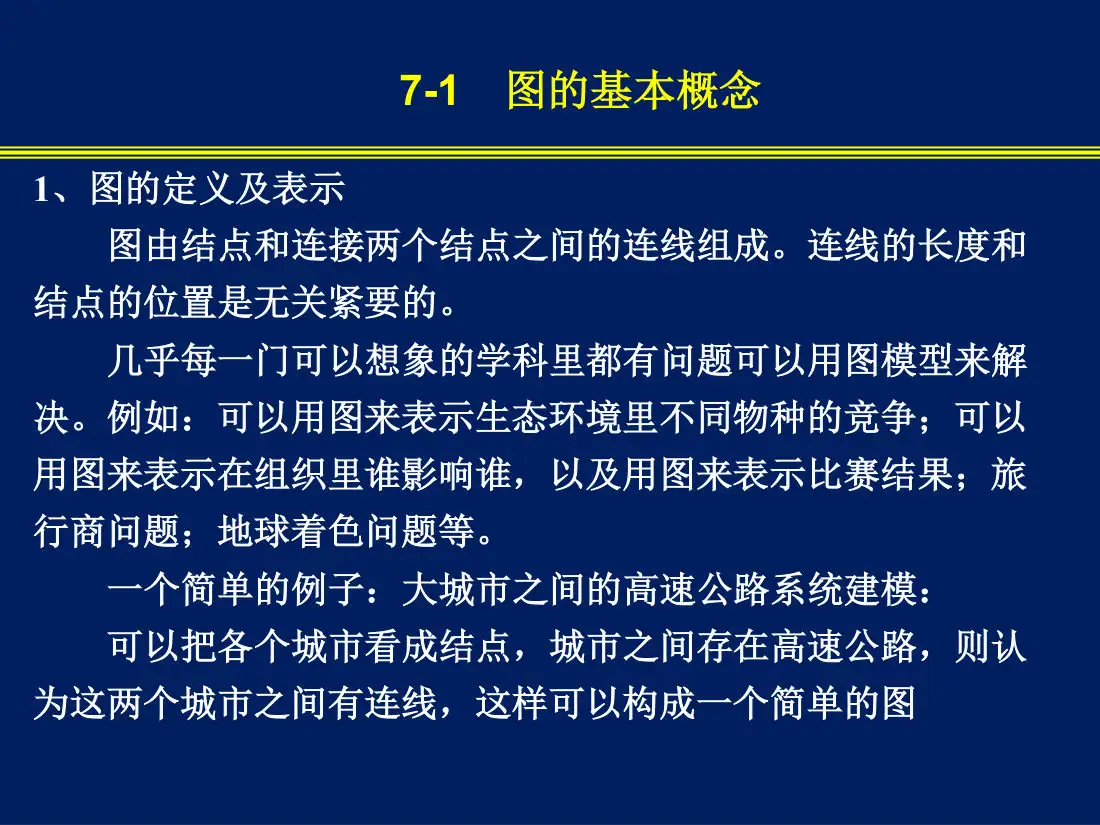 7-1 图的基本概念
1、图的定义及表示
图由结点和连接两个结点之间的连线组成。连线的长度和
结点的位置是无关紧要的。
几乎每一门可以想象的学科里都有问题可以用图模型来解
决。例如：可以用图来表示生态环境里不同物种的竞争；可以
用图来表示在组织里谁影响谁，以及用图来表示比赛结果；旅
行商问题；地球着色问题等。
一个简单的例子：大城市之间的高速公路系统建模：
可以把各个城市看成结点，城市之间存在高速公路，则认
为这两个城市之间有连线，这样可以构成一个简单的图